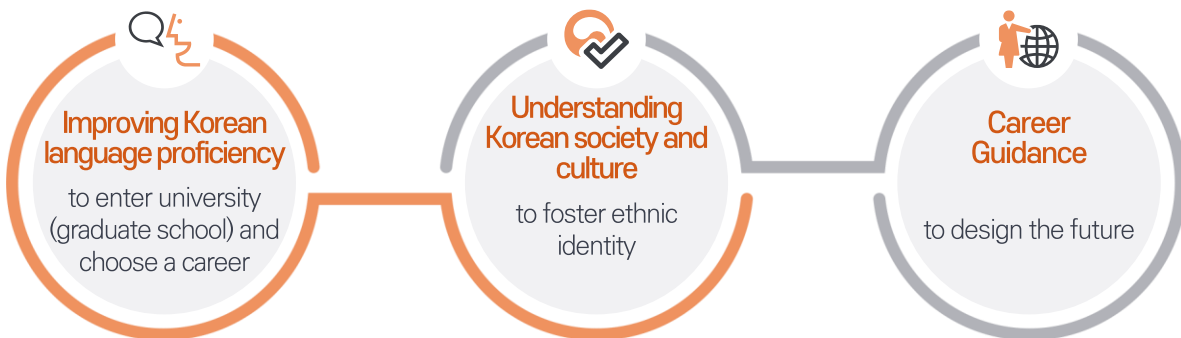 Improving Korean
language proficiency
to enter university
(graduate school) and
choose a career
Understanding
Korean society and
culture
to foster ethnic
identity
Career
Guidance
to design the future